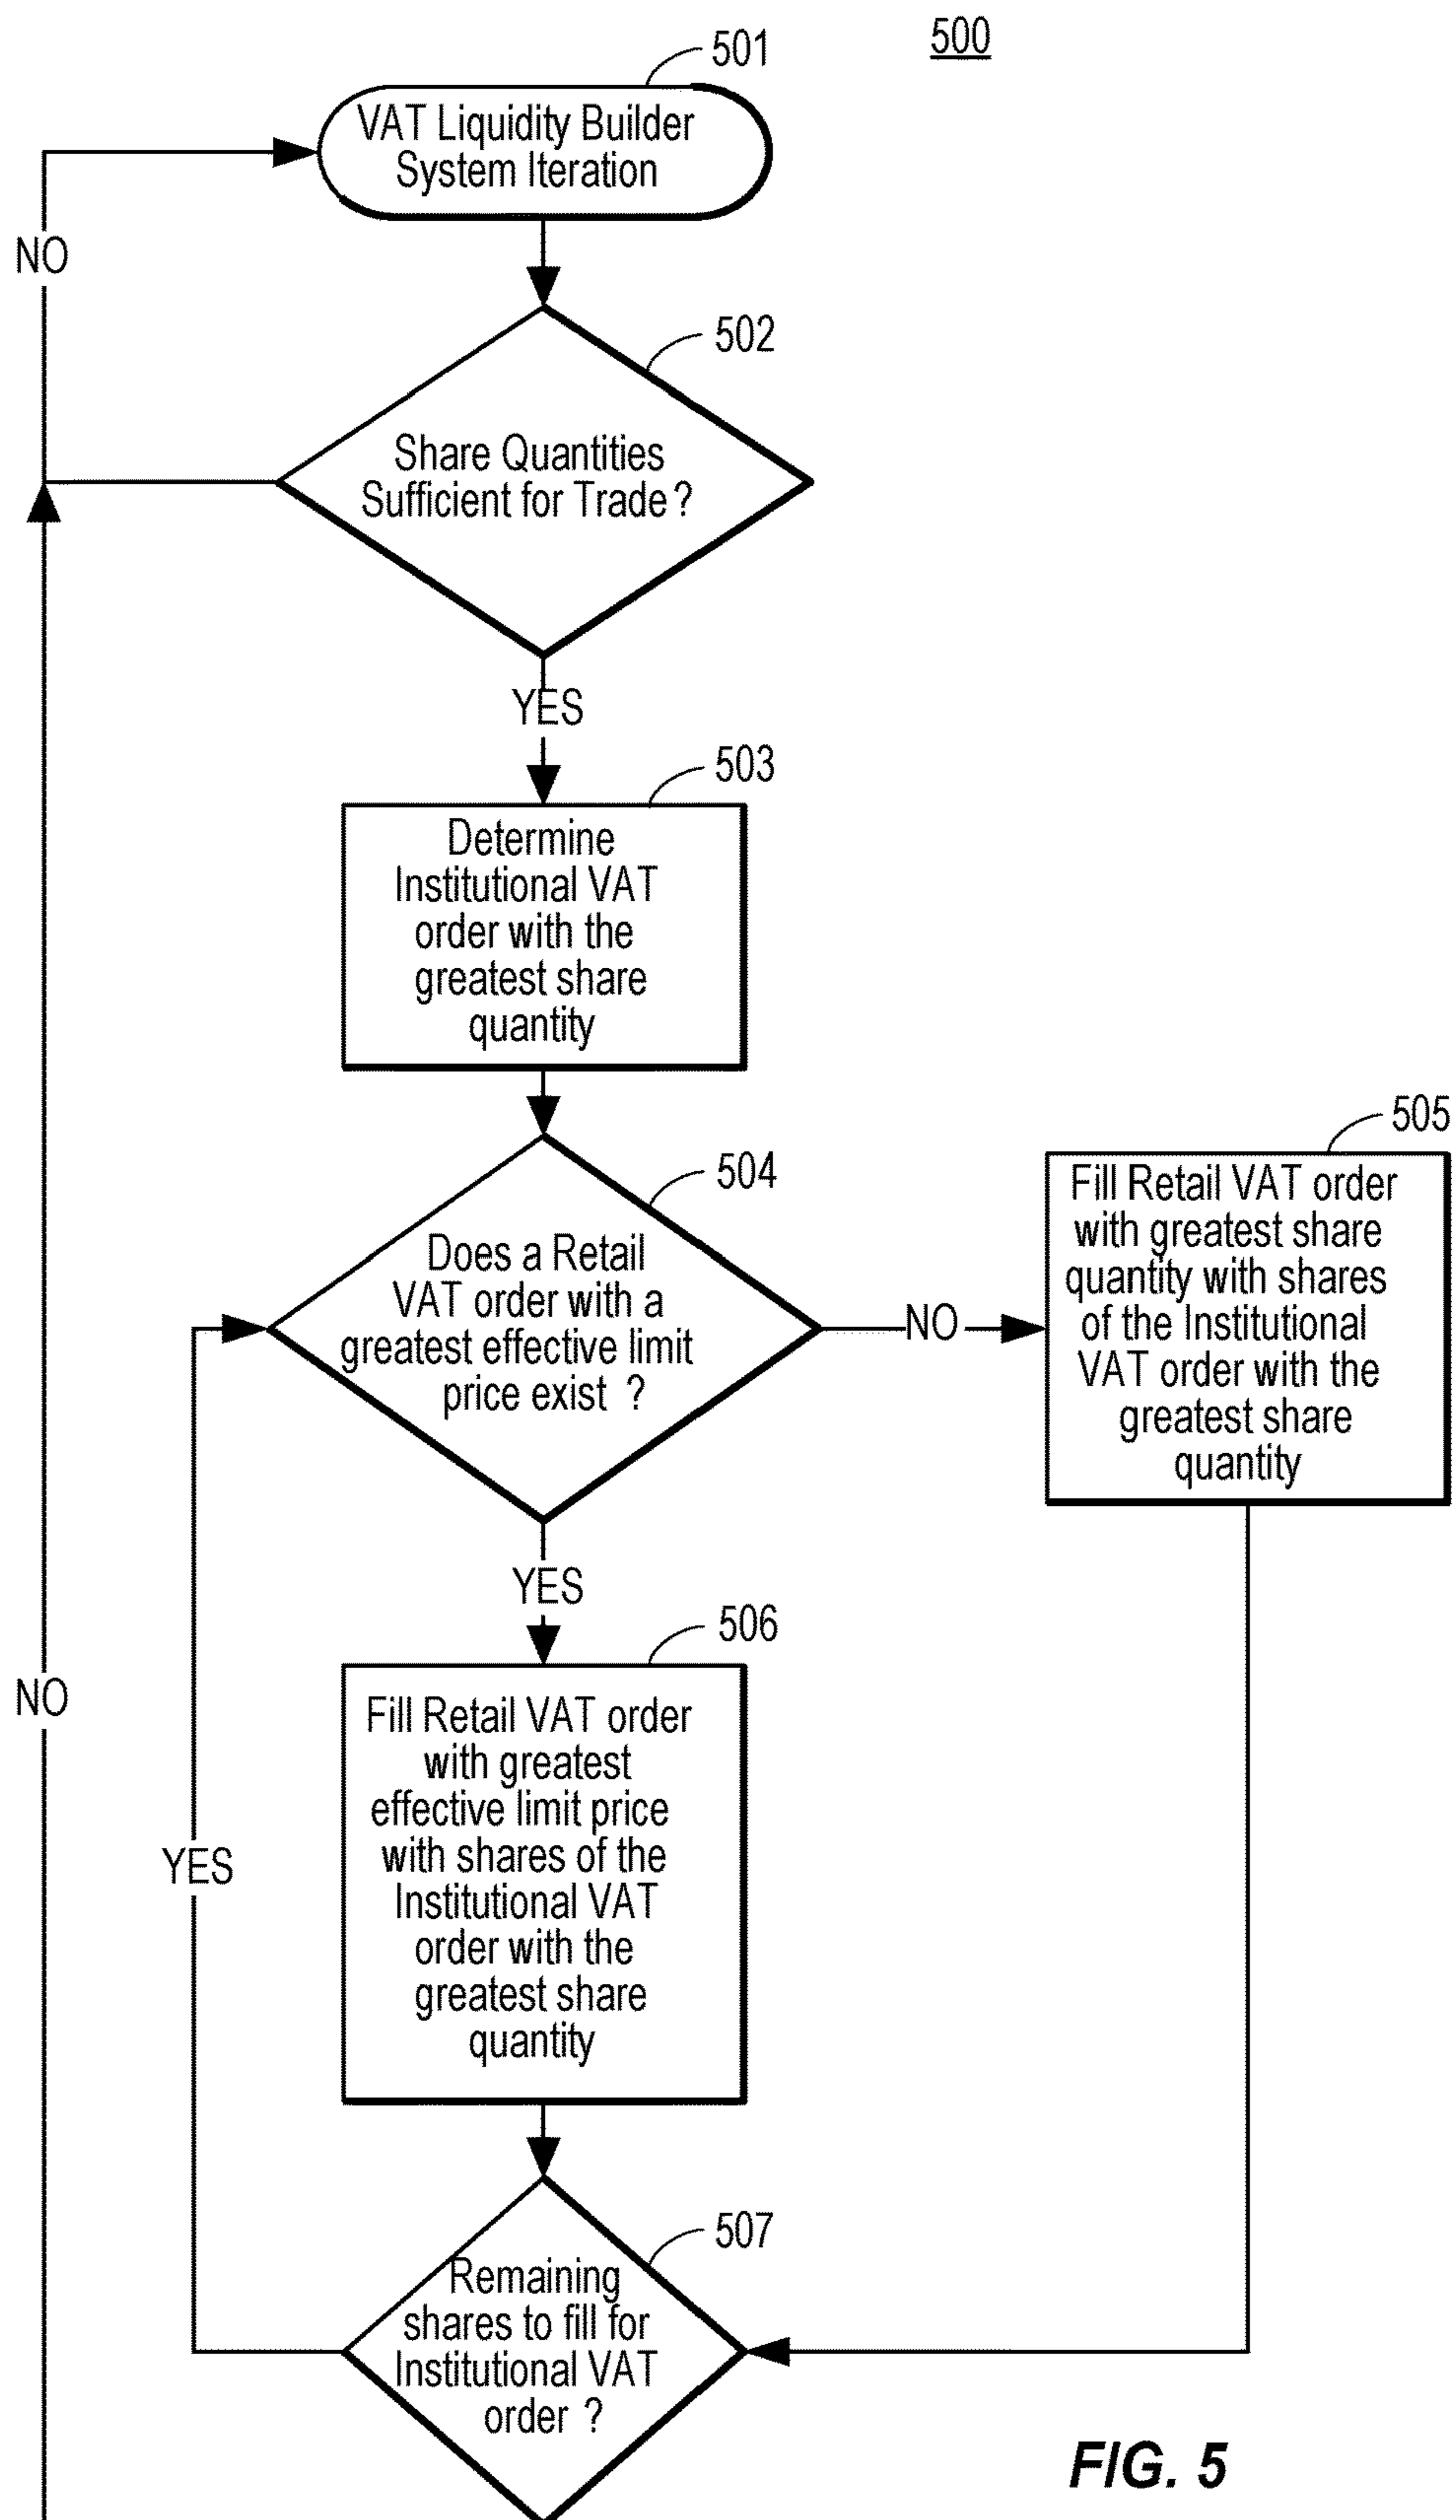 500
501
VAT Liquidity Builder
System Iteration
NO
502
Share Quantities
Sufficient for Trade ?
YES
503
Determine
Institutional VAT
order with the
greatest share
quantity
504
Does a Retail
VAT order with a
greatest effective limit
price exist ?
NO
505
Fill Retail VAT order
with greatest share
quantity with shares
of the Institutional
VAT order with the
greatest share
quantity
YES
506
Fill Retail VAT order
with greatest
effective limit price
with shares of the
Institutional VAT
order with the
greatest share
quantity
NO
YES
507
Remaining
shares to fill for
Institutional VAT
order ?
FIG. 5